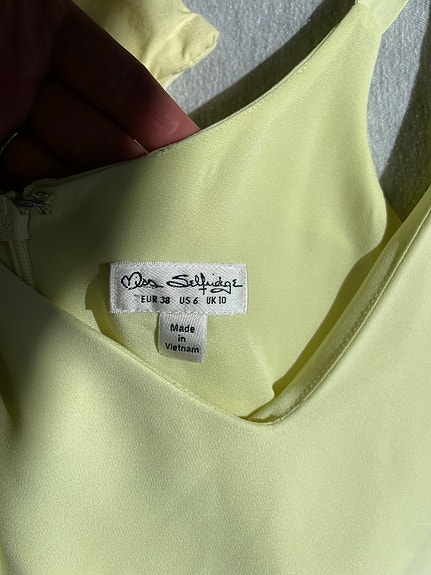 Miss Selfridge
EUR 38 US 6 UK 10
Made
in
Vietnam